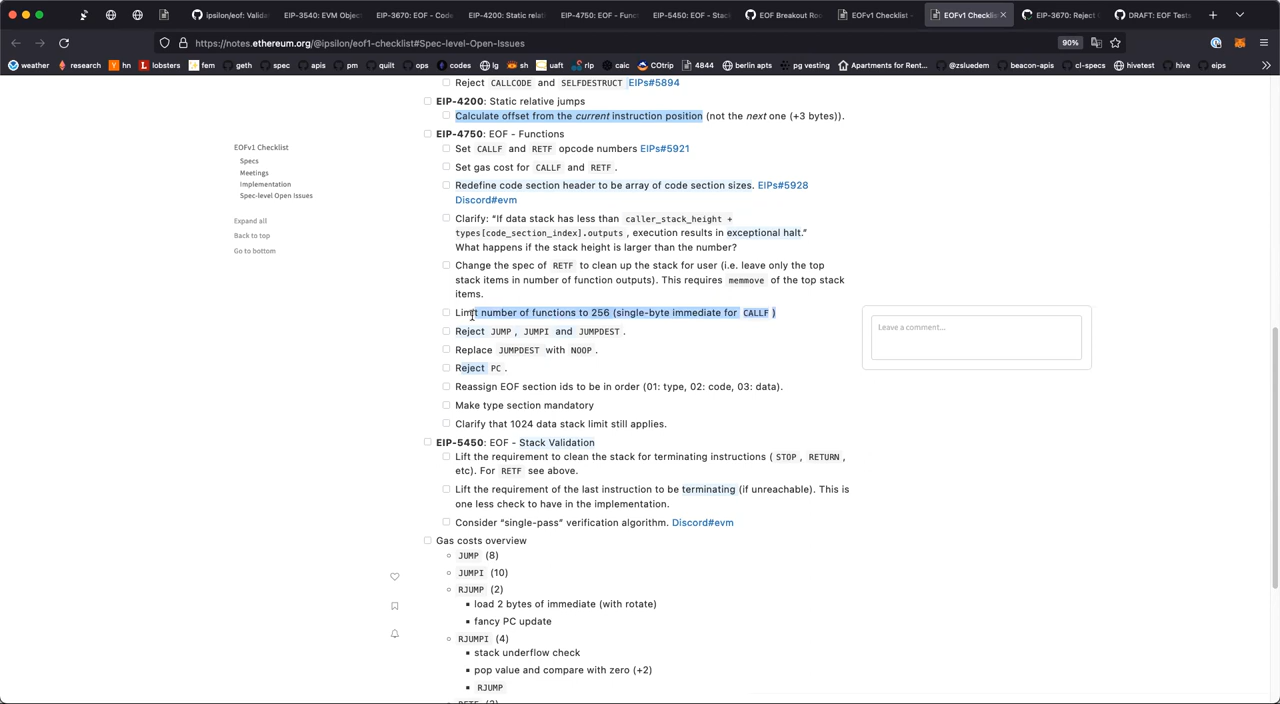 ipsilon/eof: Valida
EIP-3540: EVM Objec
EIP-3670: EOF - Cod
EIP-4200: Static relati
EIP-4750: EOF - Func
EIP-5450: EOF - Stack
EOF Breakout Roo
EOFv1 Checklist -
EOFv1 Checklis
EIP-3670: Reject
DRAFT: EOF Tests
https://notes.ethereum.org/@ipsilon/eof1-checklist#Spec-level-Open-Issues
90%
weather
research
hn
lobsters
fem
geth
spec
apis
pm
quilt
ops
codes
lg
sh
uaft
rlp
caic
COtrip
4844
berlin apts
pg vesting
Apartments for Rent...
@zsluedem
beacon-apis
cl-specs
hivetest
hive
eips
EOFv1 Checklist
Specs
Meetings
Implementation
Spec-level Open Issues
Expand all
Back to top
Go to bottom
Reject CALLCODE and SELFDESTRUCT EIPs#5894
EIP-4200: Static relative jumps
Calculate offset from the current instruction position (not the next one (+3 bytes)).
EIP-4750: EOF - Functions
Set CALLF and RETF opcode numbers EIPs#5921
Set gas cost for CALLF and RETF.
Redefine code section header to be array of code section sizes. EIPs#5928
Discord#evm
Clarify: “If data stack has less than caller_stack_height +
types[code_section_index].outputs, execution results in exceptional halt.”
What happens if the stack height is larger than the number?
Change the spec of RETF to clean up the stack for user (i.e. leave only the top
stack items in number of function outputs). This requires memmove of the top stack
items.
Limit number of functions to 256 (single-byte immediate for CALLF )
Reject JUMP, JUMPI and JUMPDEST.
Replace JUMPDEST with NOOP.
Reject PC.
Reassign EOF section ids to be in order (01: type, 02: code, 03: data).
Make type section mandatory
Clarify that 1024 data stack limit still applies.
EIP-5450: EOF - Stack Validation
Lift the requirement to clean the stack for terminating instructions ( STOP, RETURN,
etc). For RETF see above.
Lift the requirement of the last instruction to be terminating (if unreachable). This is
one less check to have in the implementation.
Consider “single-pass” verification algorithm. Discord#evm
Gas costs overview
JUMP (8)
JUMPI (10)
RJUMP (2)
load 2 bytes of immediate (with rotate)
fancy PC update
RJUMPI (4)
stack underflow check
pop value and compare with zero (+2)
RJUMP
Leave a comment...